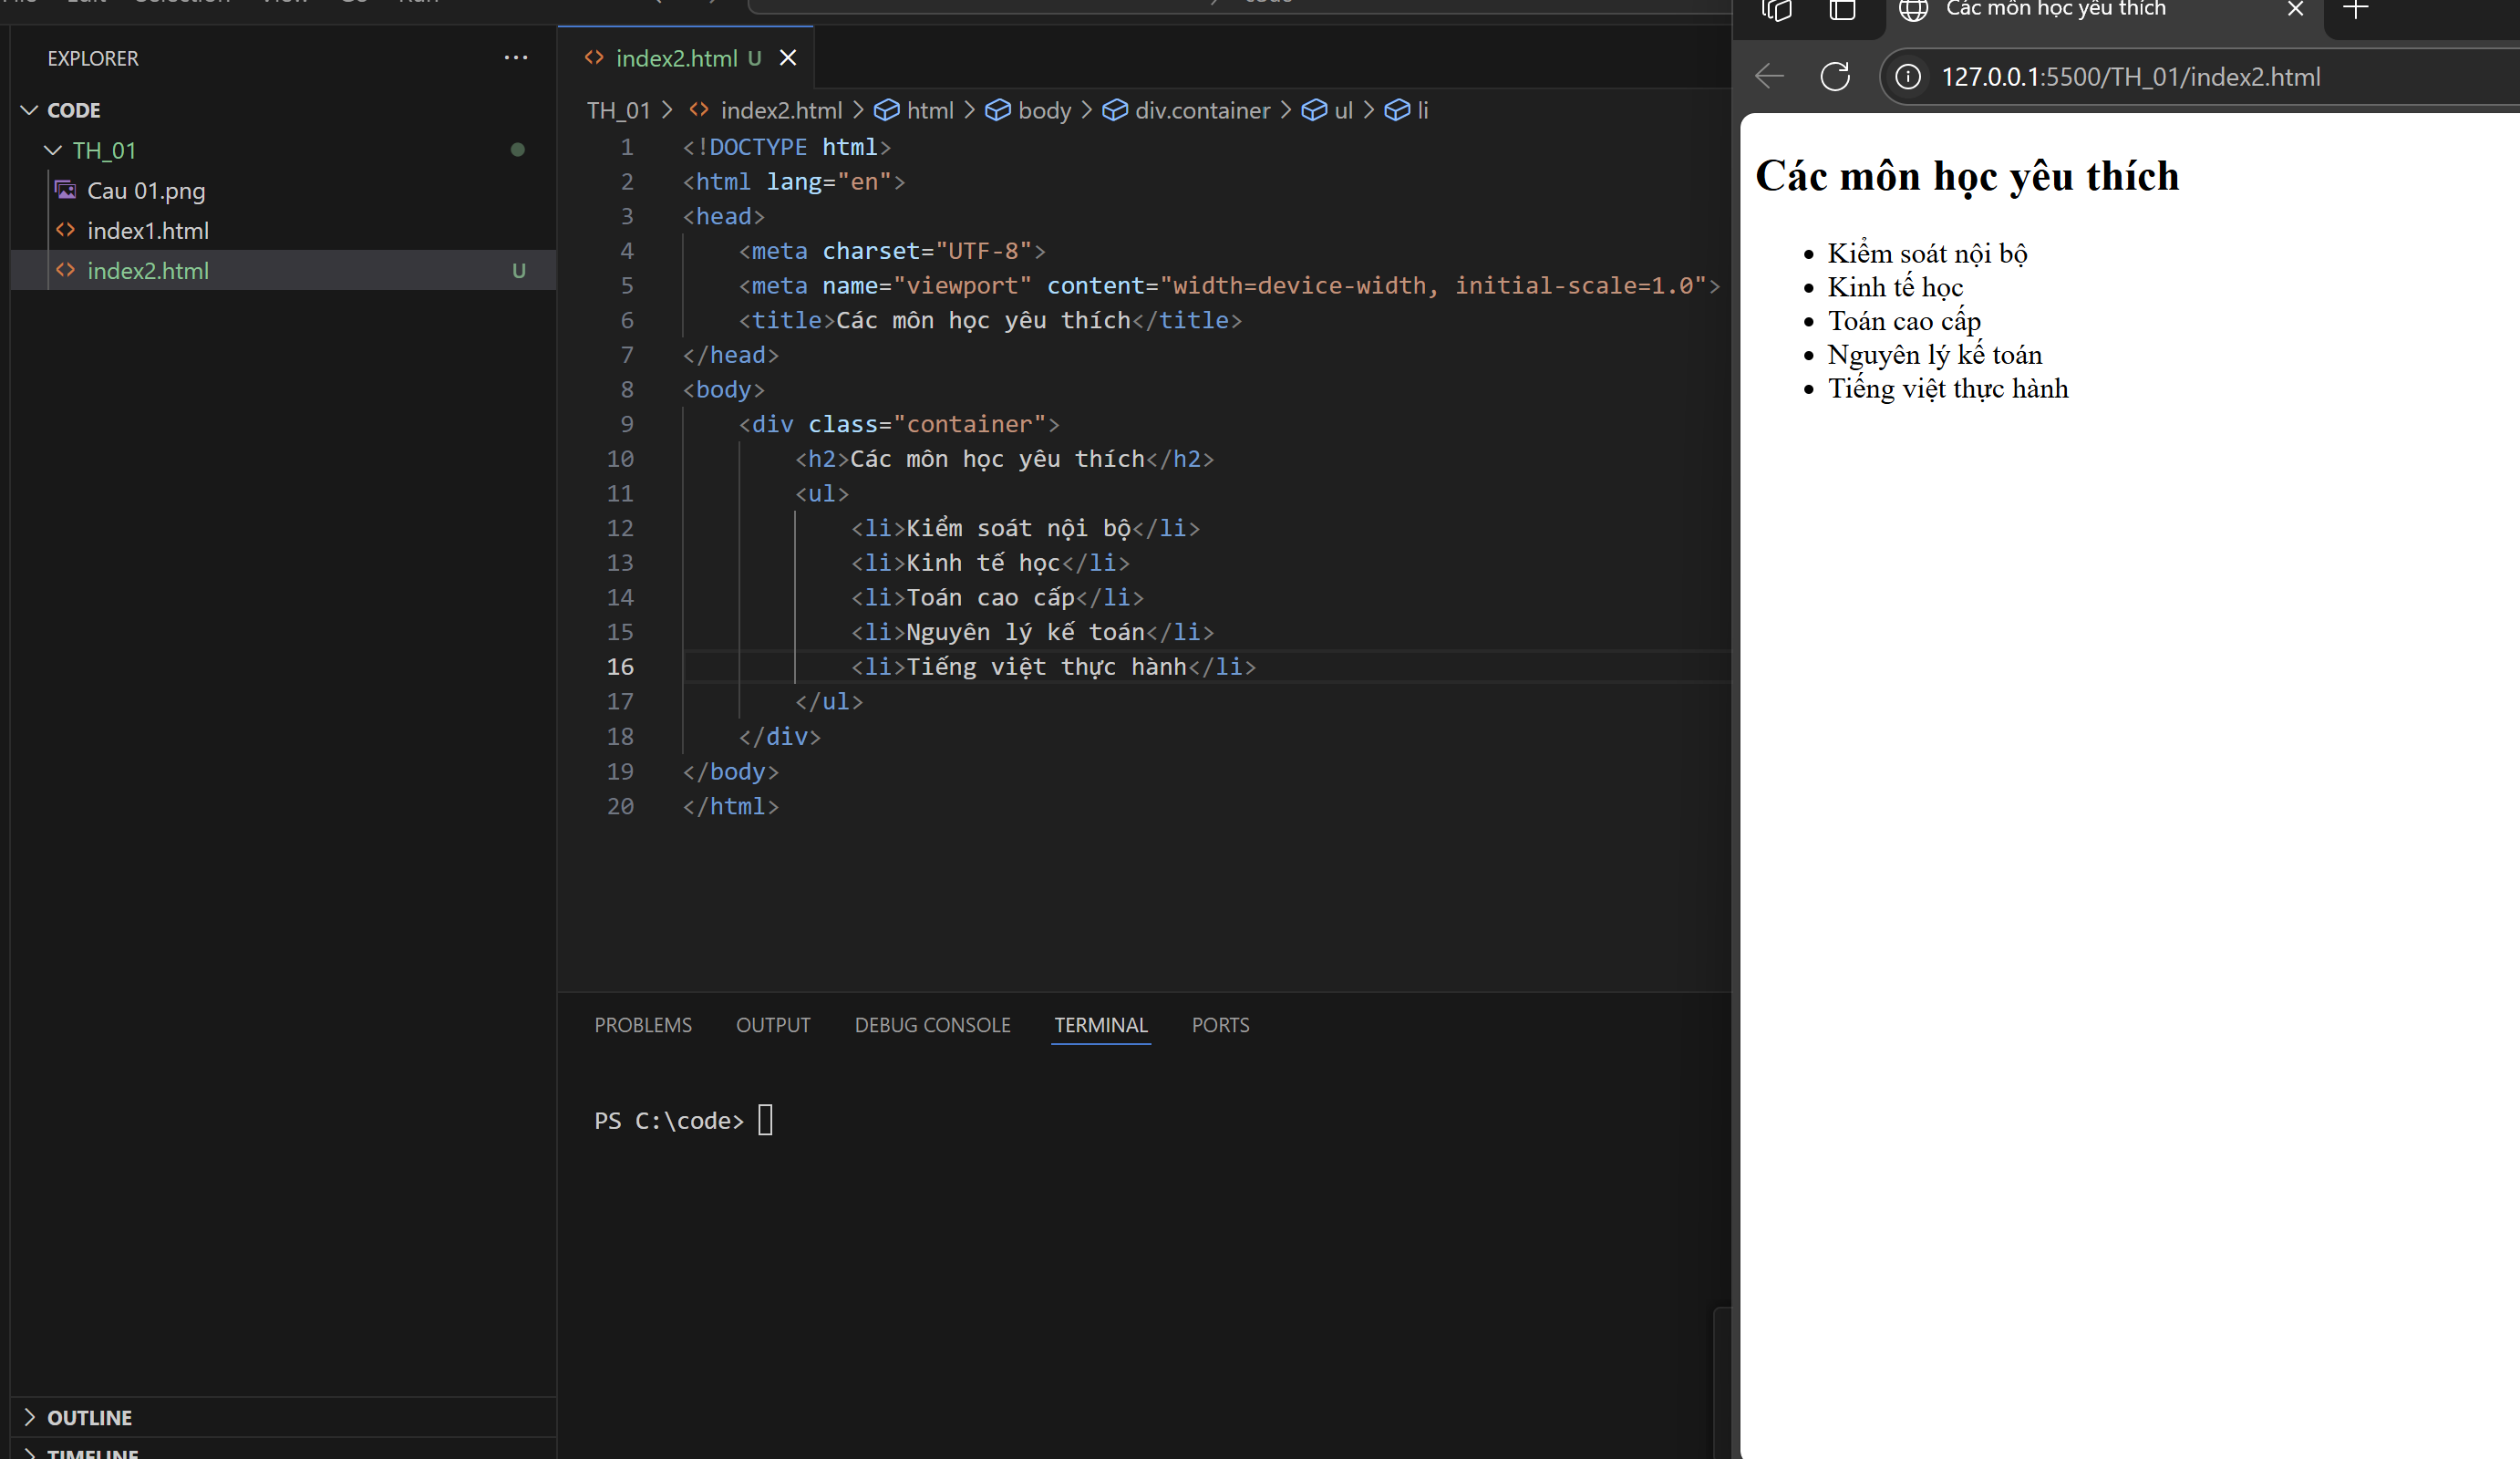 EXPLORER
CODE
TH_01
Cau 01.png
index1.html
index2.html U
OUTLINE
TIMELINE
index2.html U
TH_01 > index2.html > html > body > div.container > ul > li
1 <!DOCTYPE html>
2 <html lang="en">
3 <head>
4 <meta charset="UTF-8">
5 <meta name="viewport" content="width=device-width, initial-scale=1.0">
6 <title>Các môn học yêu thích</title>
7 </head>
8 <body>
9 <div class="container">
10 <h2>Các môn học yêu thích</h2>
11 <ul>
12 <li>Kiểm soát nội bộ</li>
13 <li>Kinh tế học</li>
14 <li>Toán cao cấp</li>
15 <li>Nguyên lý kế toán</li>
16 <li>Tiếng việt thực hành</li>
17 </ul>
18 </div>
19 </body>
20 </html>
PROBLEMS OUTPUT DEBUG CONSOLE TERMINAL PORTS
PS C:\code>
Các môn học yêu thích
127.0.0.1:5500/TH_01/index2.html
Các môn học yêu thích
Kiểm soát nội bộ
Kinh tế học
Toán cao cấp
Nguyên lý kế toán
Tiếng việt thực hành